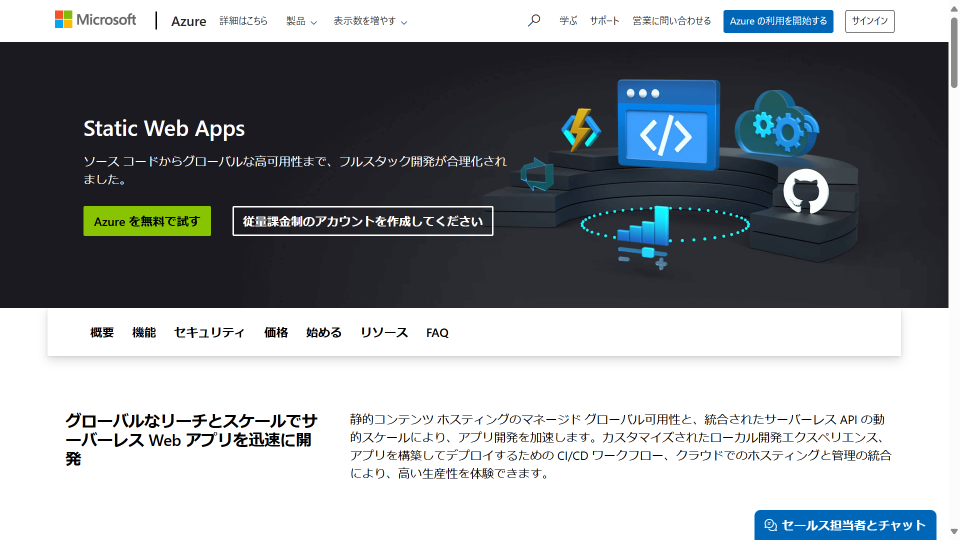 Microsoft
Azure
詳細はこちら
製品
表示数を増やす
学ぶ
サポート
営業に問い合わせる
Azure の利用を開始する
サインイン
Static Web Apps
ソース コードからグローバルな高可用性まで、フルスタック開発が合理化され
ました。
Azure を無料で試す
従量課金制のアカウントを作成してください
概要
機能
セキュリティ
価格
始める
リソース
FAQ
グローバルなリーチとスケールでサ
ーバーレス Web アプリを迅速に開
発
静的コンテンツ ホスティングのマネージド グローバル可用性と、統合されたサーバーレス API の動
的スケールにより、アプリ開発を加速します。カスタマイズされたローカル開発エクスペリエンス、
アプリを構築してデプロイするための CI/CD ワークフロー、クラウドでのホスティングと管理の統合
により、高い生産性を体験できます。
セールス担当者とチャット